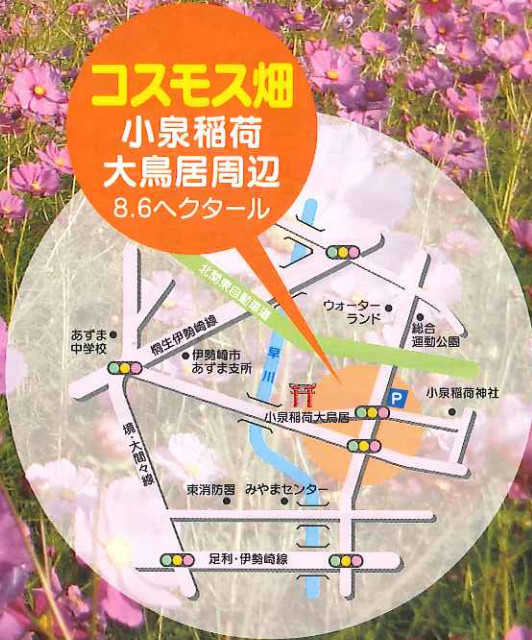 コスモス畑
小泉稲荷
大鳥居周辺
8.6ヘクタール
北関東自動車道
ウォーター
ランド
総合
運動公園
あずま
中学校
桐生伊勢崎線
伊勢崎市
あずま支所
早川
小泉稲荷大鳥居
P
小泉稲荷神社
境・大間々線
東消防署
みやまセンター
足利・伊勢崎線